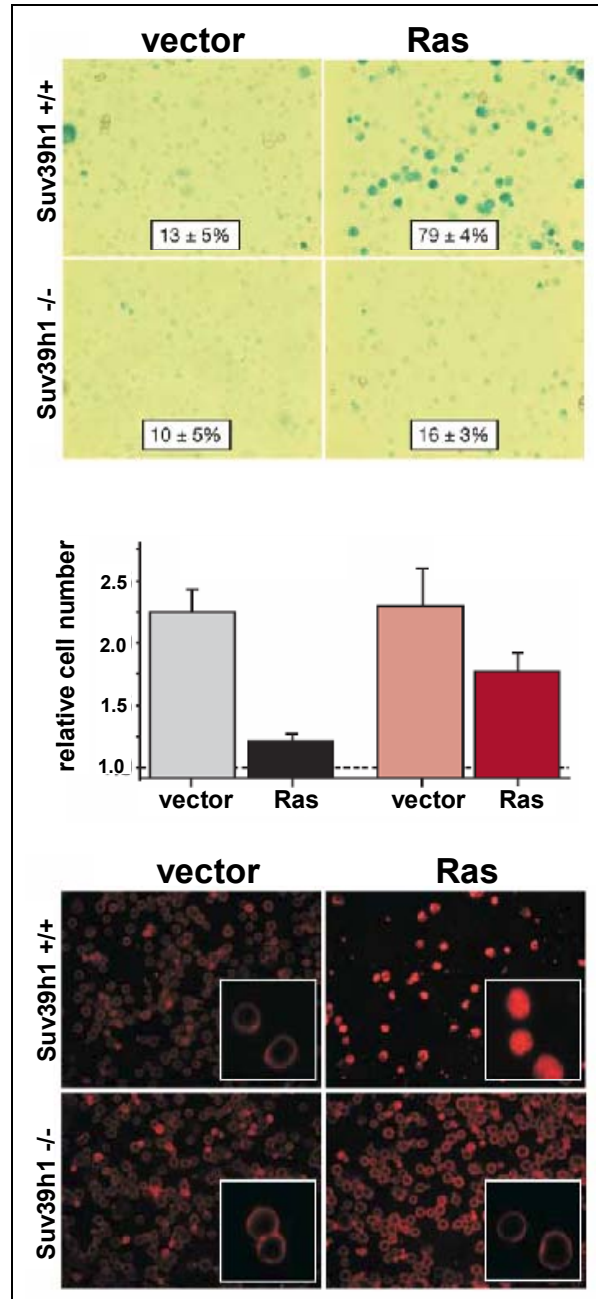 vector Ras
Suv39h1 +/+
13 ± 5% 79 ± 4%
Suv39h1 -/-
10 ± 5% 16 ± 3%
relative cell number
2.5
2.0
1.5
1.0
vector Ras vector Ras
vector Ras
Suv39h1 +/+
Suv39h1 -/-